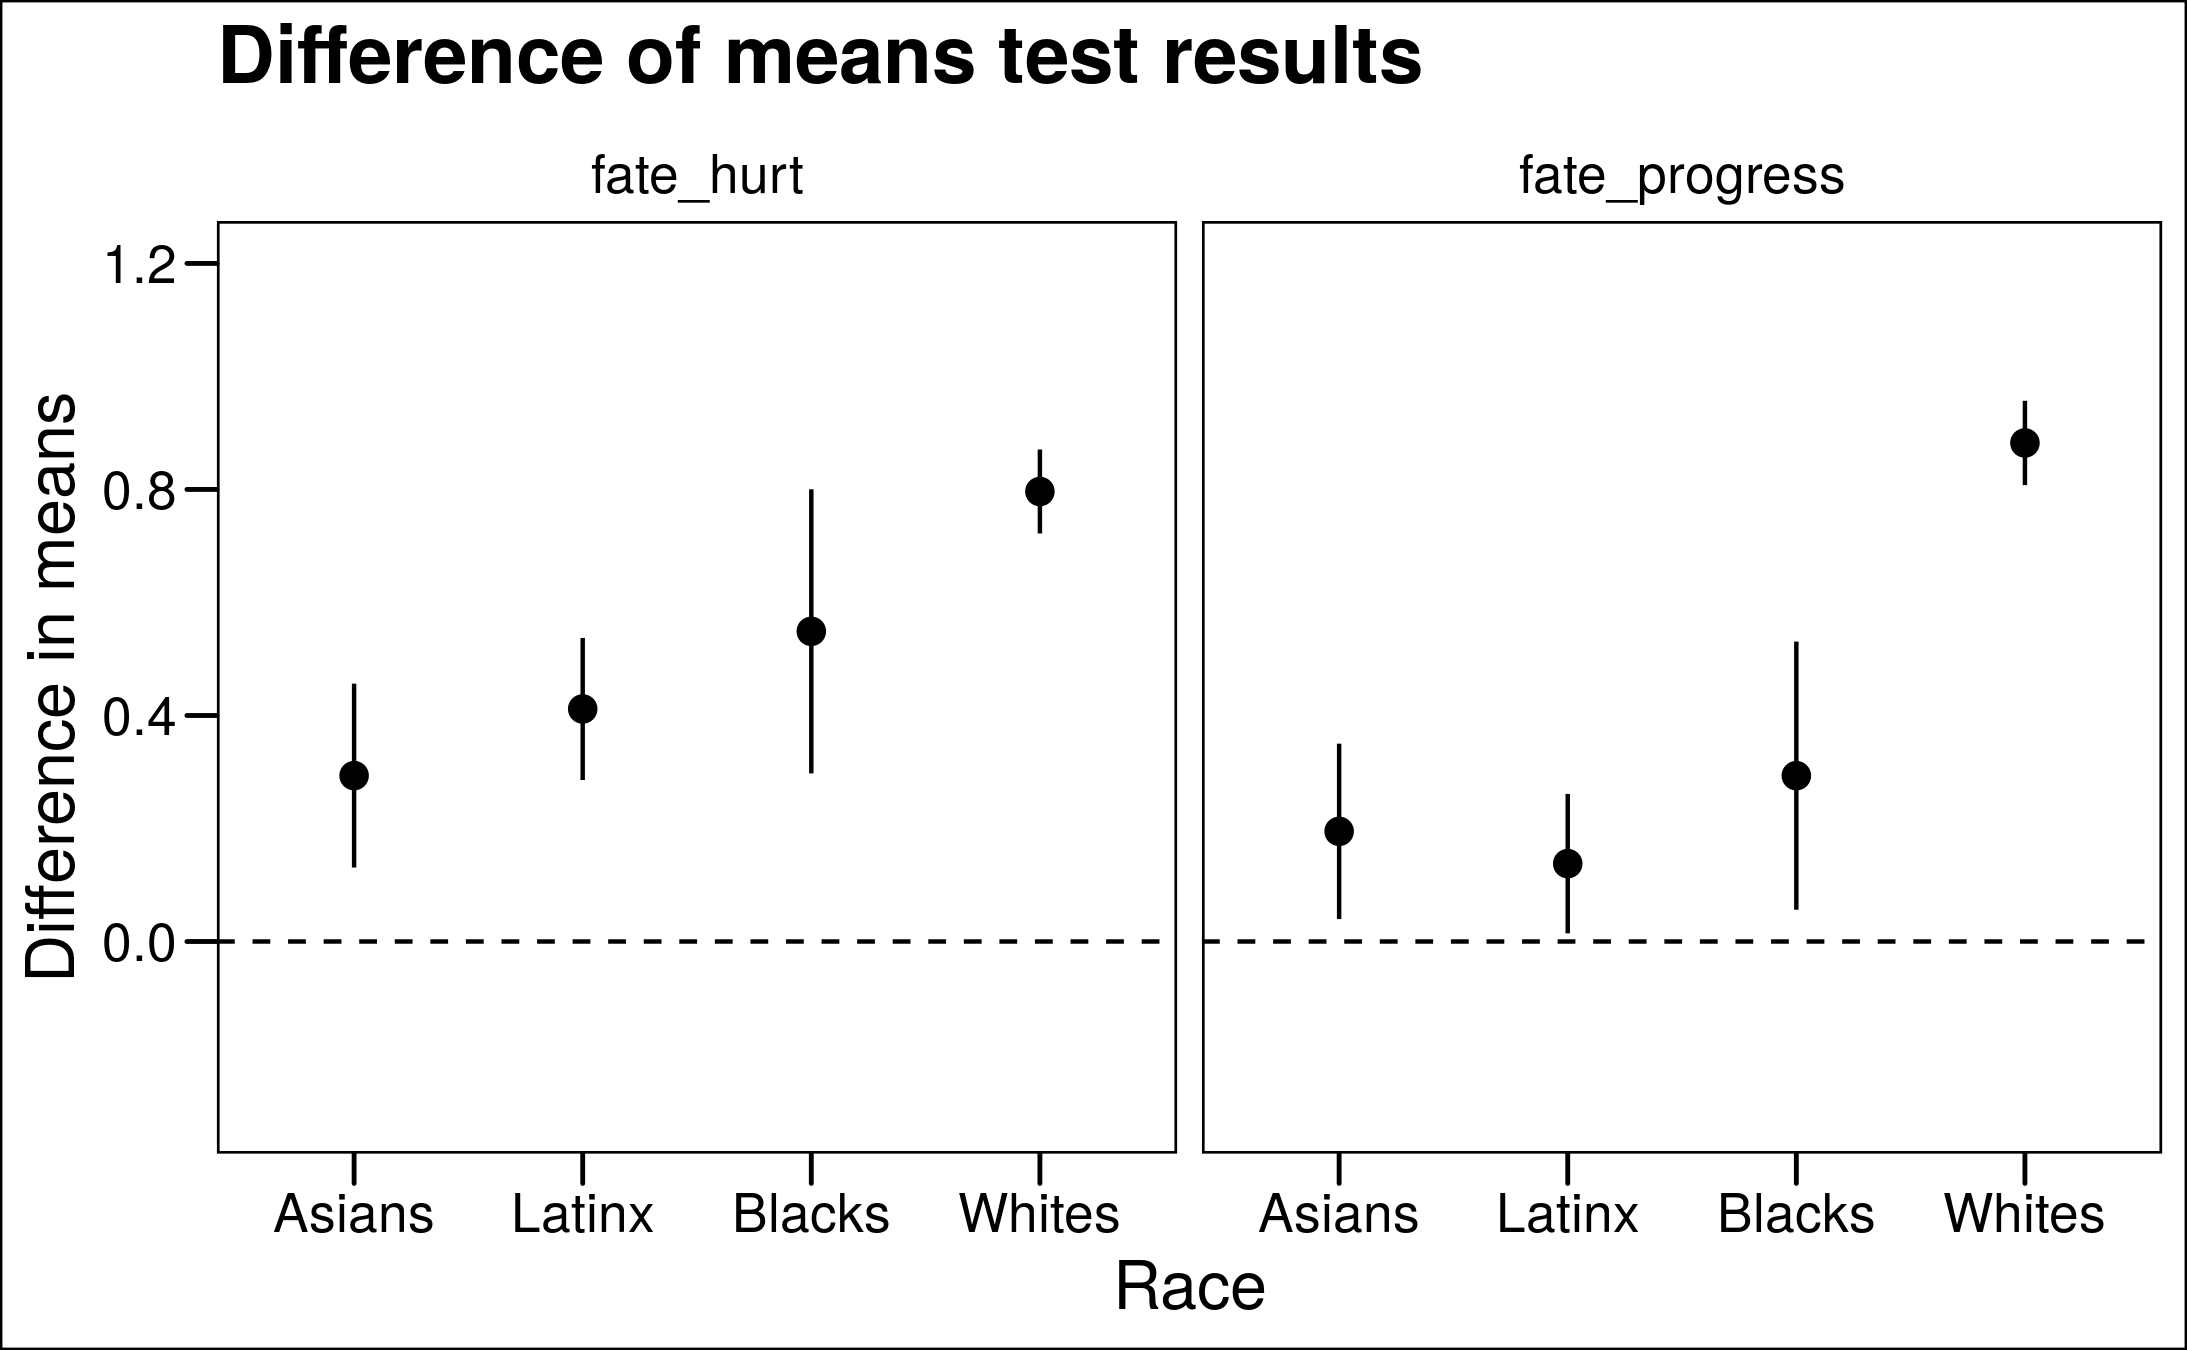 Difference of means test results
fate_hurt
fate_progress
Difference in means
1.2
0.8
0.4
0.0
Asians Latinx Blacks Whites
Asians Latinx Blacks Whites
Race